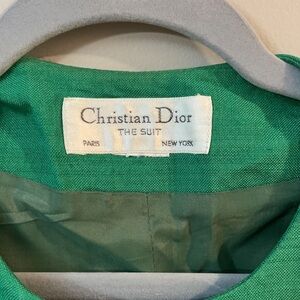 Christian Dior
THE SUIT
PARIS NEW YORK